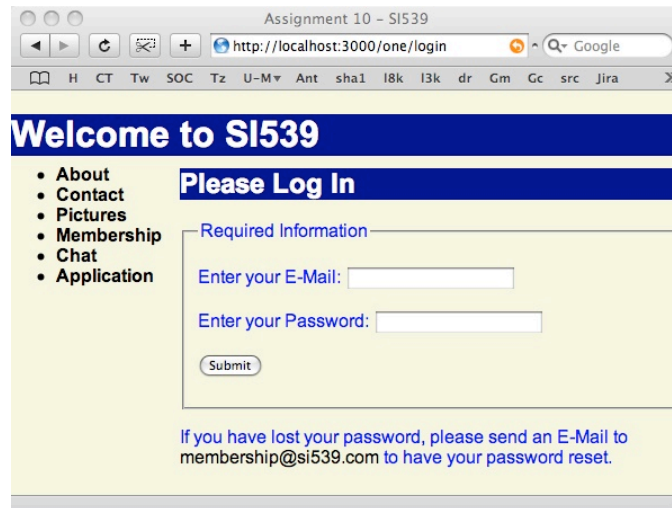 Assignment 10 - SI539
http://localhost:3000/one/login
Google
H CT Tw SOC Tz U-M Ant sha1 l8k l3k dr Gm Gc src Jira
Welcome to SI539
About
Contact
Pictures
Membership
Chat
Application
Please Log In
Required Information
Enter your E-Mail:
Enter your Password:
Submit
If you have lost your password, please send an E-Mail to
membership@si539.com to have your password reset.